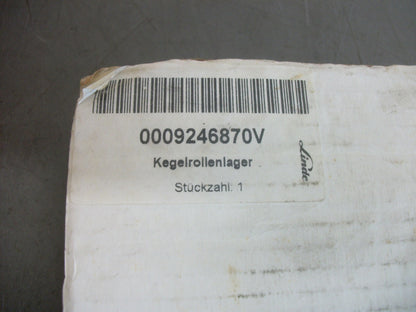 0009246870V
Kegelrollenlager
Stückzahl: 1
Linde